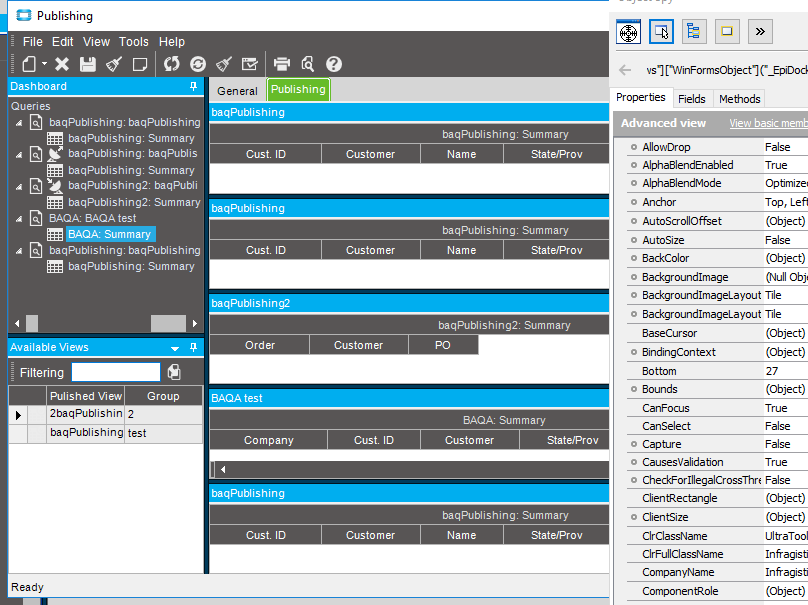 Publishing
File Edit View Tools Help
Dashboard
Queries
baqPublishing: baqPublishing
baqPublishing: Summary
baqPublishing: baqPublis
baqPublishing: Summary
baqPublishing2: baqPubli
baqPublishing2: Summary
BAQA: BAQA test
BAQA: Summary
baqPublishing: baqPublishing
baqPublishing: Summary
Available Views
Filtering
Pulished View Group
2baqPublishin 2
baqPublishing test
General Publishing
baqPublishing
baqPublishing: Summary
Cust. ID Customer Name State/Prov
baqPublishing
baqPublishing: Summary
Cust. ID Customer Name State/Prov
baqPublishing2
baqPublishing2: Summary
Order Customer PO
BAQA test
BAQA: Summary
Company Cust. ID Customer State/Prov
baqPublishing
baqPublishing: Summary
Cust. ID Customer Name State/Prov
Ready
vs"]["WinFormsObject"]("_EpiDock
Properties Fields Methods
Advanced view View basic memb
AllowDrop False
AlphaBlendEnabled True
AlphaBlendMode Optimized
Anchor Top, Left
AutoScrollOffset (Object)
AutoSize False
BackColor (Object)
BackgroundImage (Null Obj
BackgroundImageLayout Tile
BackgroundImageLayout Tile
BaseCursor (Object)
BindingContext (Object)
Bottom 27
Bounds (Object)
CanFocus True
CanSelect False
Capture False
CausesValidation True
CheckForIllegalCrossThre False
ClientRectangle (Object)
ClientSize (Object)
ClrClassName UltraTool
ClrFullClassName Infragisti
CompanyName Infragisti
ComponentRole (Object)